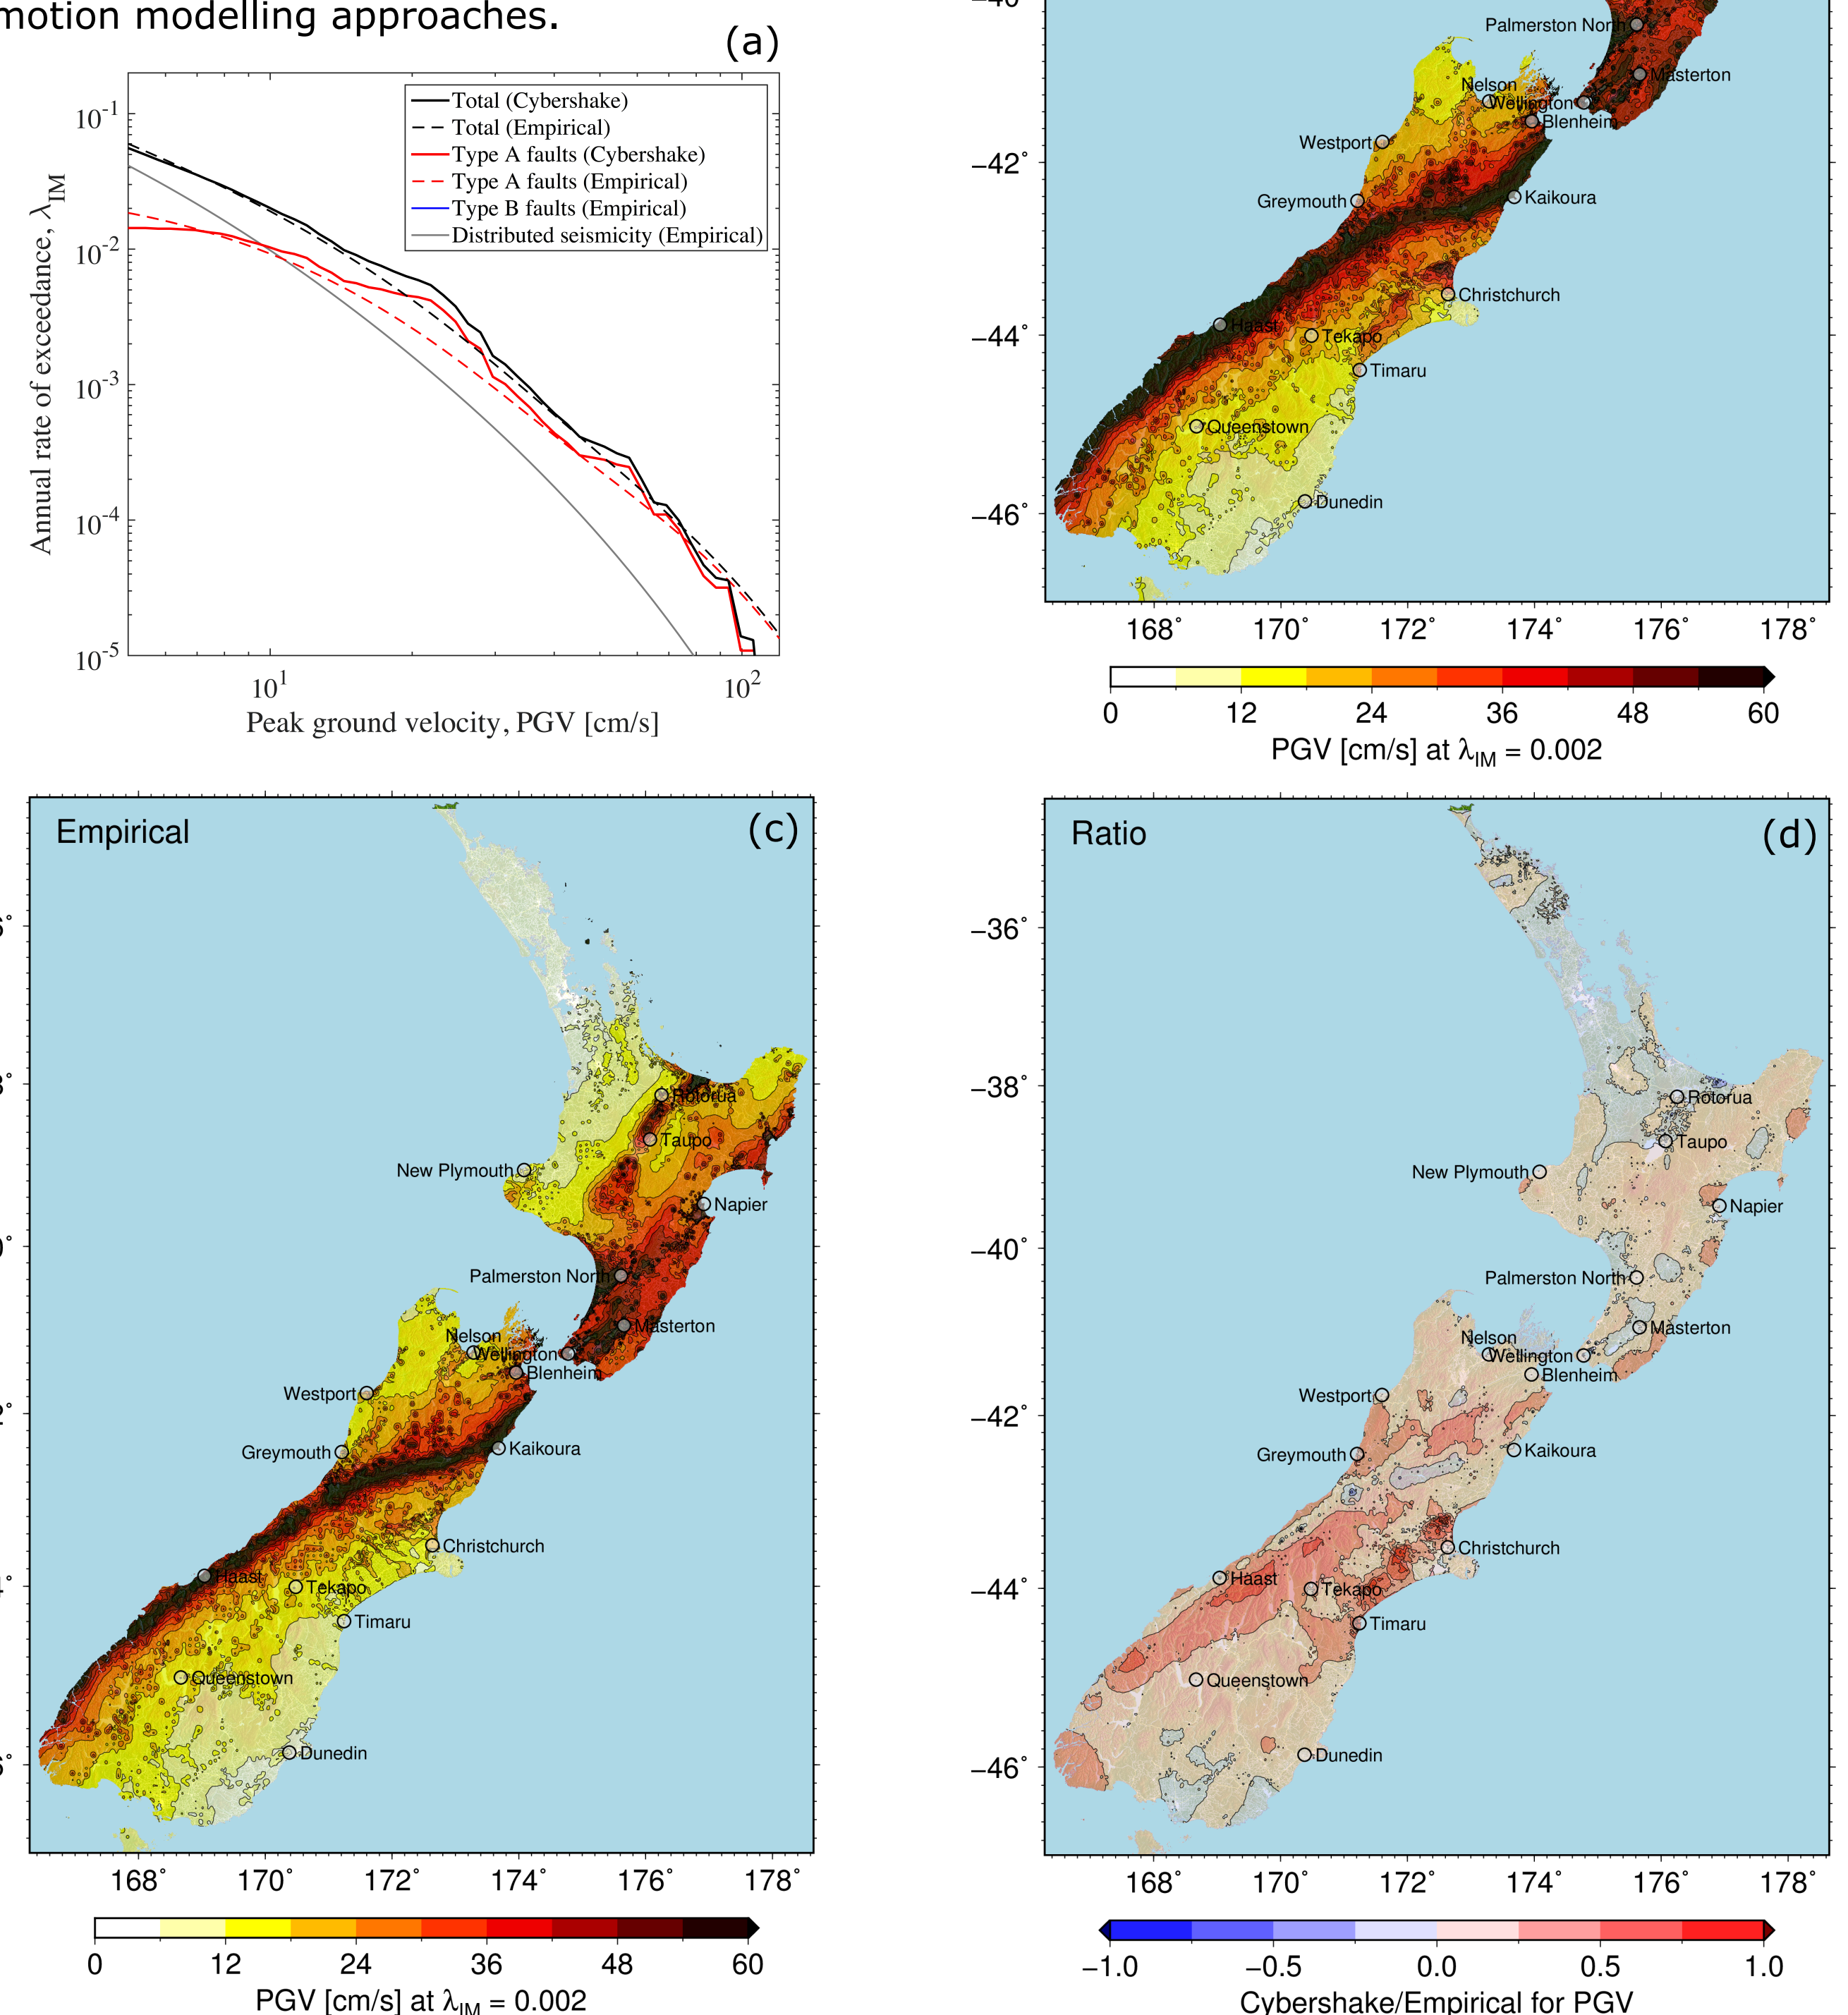 motion modelling approaches.
(a)
10^-1
10^-2
10^-3
10^-4
10^-5
Annual rate of exceedance, λ_IM
Total (Cybershake)
Total (Empirical)
Type A faults (Cybershake)
Type A faults (Empirical)
Type B faults (Empirical)
Distributed seismicity (Empirical)
10^1
10^2
Peak ground velocity, PGV [cm/s]
Palmerston North
Masterton
Nelson
Wellington
Blenheim
Westport
−42°
Greymouth
Kaikoura
Christchurch
Haast
−44°
Tekapo
Timaru
Queenstown
Dunedin
−46°
168° 170° 172° 174° 176° 178°
0 12 24 36 48 60
PGV [cm/s] at λ_IM = 0.002
Empirical
(c)
Rotorua
Taupo
New Plymouth
Napier
Palmerston North
Masterton
Nelson
Wellington
Blenheim
Westport
Greymouth
Kaikoura
Christchurch
Haast
Tekapo
Timaru
Queenstown
Dunedin
168° 170° 172° 174° 176° 178°
0 12 24 36 48 60
PGV [cm/s] at λ_IM = 0.002
Ratio
(d)
−36°
−38°
Rotorua
Taupo
New Plymouth
Napier
−40°
Palmerston North
Masterton
Nelson
Wellington
Blenheim
Westport
−42°
Greymouth
Kaikoura
Christchurch
Haast
−44°
Tekapo
Timaru
Queenstown
Dunedin
−46°
168° 170° 172° 174° 176° 178°
−1.0 −0.5 0.0 0.5 1.0
Cybershake/Empirical for PGV